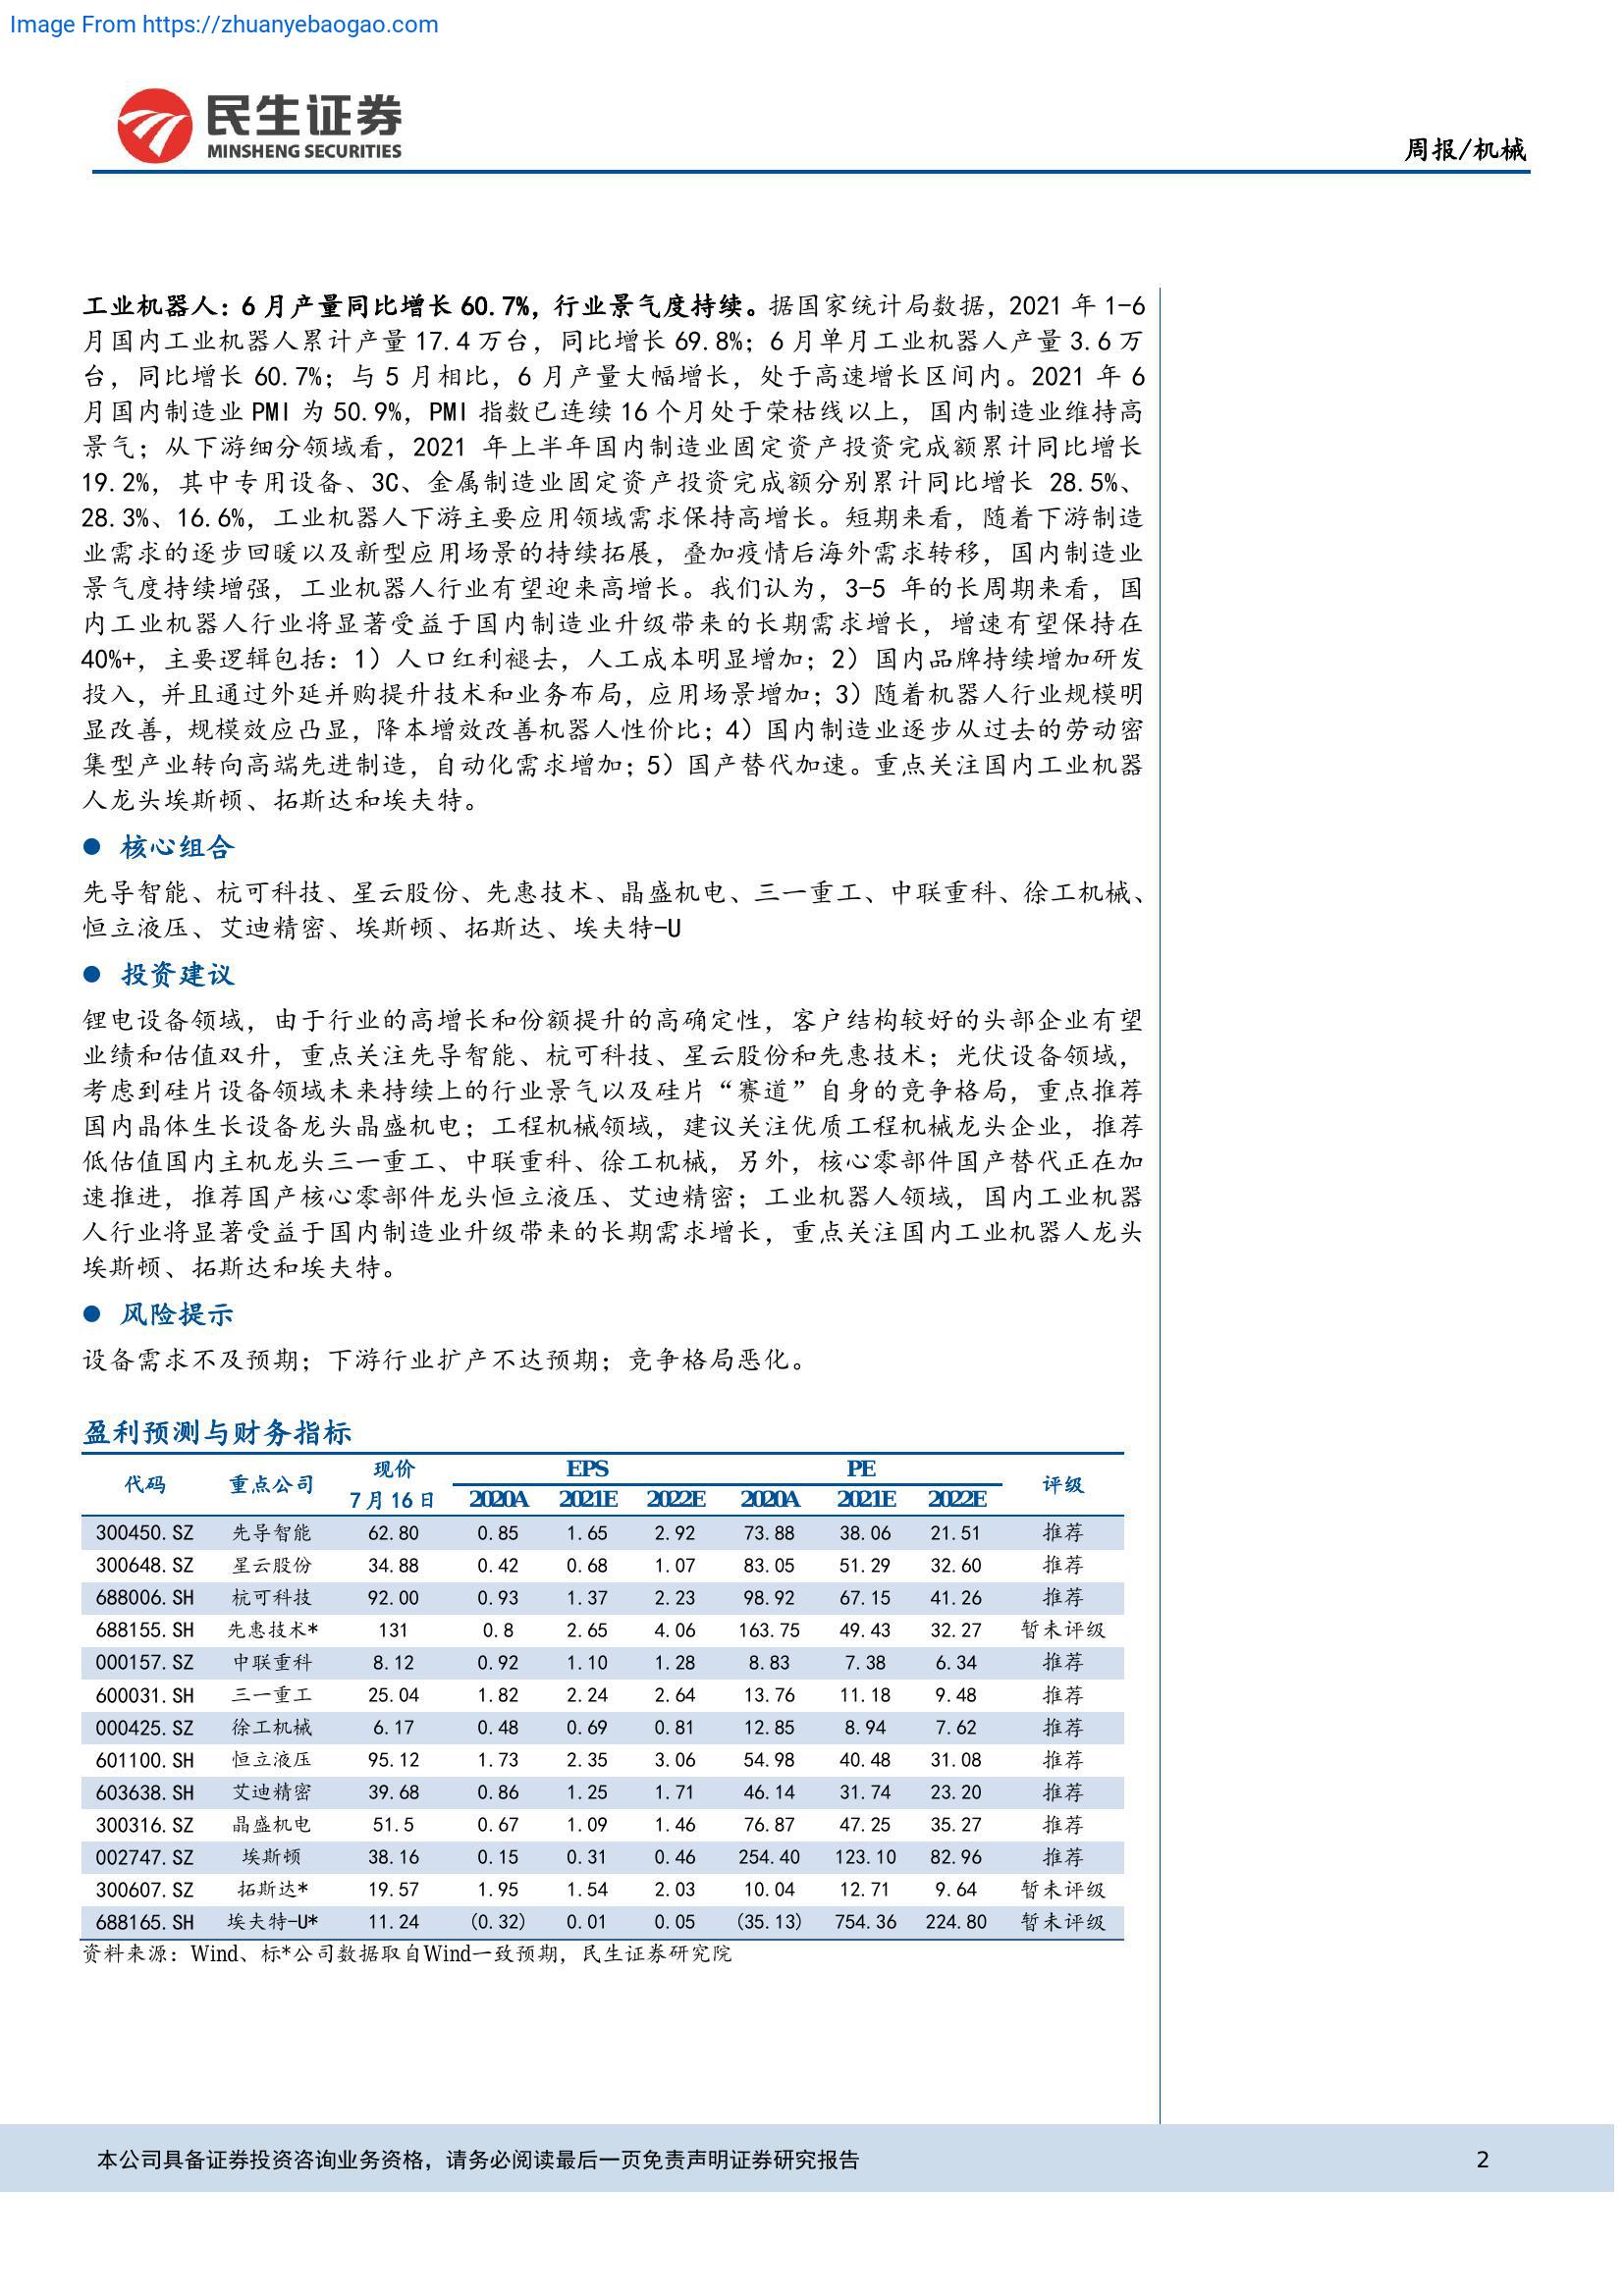 Image From https://zhuanyebaogao.com
民生证券
MINSHENG SECURITIES
周报/机械
工业机器人：6 月产量同比增长 60.7%，行业景气度持续。据国家统计局数据，2021 年 1-6
月国内工业机器人累计产量 17.4 万台，同比增长 69.8%；6 月单月工业机器人产量 3.6 万
台，同比增长 60.7%；与 5 月相比，6 月产量大幅增长，处于高速增长区间内。2021 年 6
月国内制造业 PMI 为 50.9%，PMI 指数已连续 16 个月处于荣枯线以上，国内制造业维持高
景气；从下游细分领域看，2021 年上半年国内制造业固定资产投资完成额累计同比增长
19.2%，其中专用设备、3C、金属制造业固定资产投资完成额分别累计同比增长 28.5%、
28.3%、16.6%，工业机器人下游主要应用领域需求保持高增长。短期来看，随着下游制造
业需求的逐步回暖以及新型应用场景的持续拓展，叠加疫情后海外需求转移，国内制造业
景气度持续增强，工业机器人行业有望迎来高增长。我们认为，3-5 年的长周期来看，国
内工业机器人行业将显著受益于国内制造业升级带来的长期需求增长，增速有望保持在
40%+，主要逻辑包括：1）人口红利褪去，人工成本明显增加；2）国内品牌持续增加研发
投入，并且通过外延并购提升技术和业务布局，应用场景增加；3）随着机器人行业规模明
显改善，规模效应凸显，降本增效改善机器人性价比；4）国内制造业逐步从过去的劳动密
集型产业转向高端先进制造，自动化需求增加；5）国产替代加速。重点关注国内工业机器
人龙头埃斯顿、拓斯达和埃夫特。
● 核心组合
先导智能、杭可科技、星云股份、先惠技术、晶盛机电、三一重工、中联重科、徐工机械、
恒立液压、艾迪精密、埃斯顿、拓斯达、埃夫特-U
● 投资建议
锂电设备领域，由于行业的高增长和份额提升的高确定性，客户结构较好的头部企业有望
业绩和估值双升，重点关注先导智能、杭可科技、星云股份和先惠技术；光伏设备领域，
考虑到硅片设备领域未来持续上的行业景气以及硅片“赛道”自身的竞争格局，重点推荐
国内晶体生长设备龙头晶盛机电；工程机械领域，建议关注优质工程机械龙头企业，推荐
低估值国内主机龙头三一重工、中联重科、徐工机械，另外，核心零部件国产替代正在加
速推进，推荐国产核心零部件龙头恒立液压、艾迪精密；工业机器人领域，国内工业机器
人行业将显著受益于国内制造业升级带来的长期需求增长，重点关注国内工业机器人龙头
埃斯顿、拓斯达和埃夫特。
● 风险提示
设备需求不及预期；下游行业扩产不达预期；竞争格局恶化。
盈利预测与财务指标
代码 重点公司 现价 EPS PE 评级
7 月 16 日 2020A 2021E 2022E 2020A 2021E 2022E
300450.SZ 先导智能 62.80 0.85 1.65 2.92 73.88 38.06 21.51 推荐
300648.SZ 星云股份 34.88 0.42 0.68 1.07 83.05 51.29 32.60 推荐
688006.SH 杭可科技 92.00 0.93 1.37 2.23 98.92 67.15 41.26 推荐
688155.SH 先惠技术* 131 0.8 2.65 4.06 163.75 49.43 32.27 暂未评级
000157.SZ 中联重科 8.12 0.92 1.10 1.28 8.83 7.38 6.34 推荐
600031.SH 三一重工 25.04 1.82 2.24 2.64 13.76 11.18 9.48 推荐
000425.SZ 徐工机械 6.17 0.48 0.69 0.81 12.85 8.94 7.62 推荐
601100.SH 恒立液压 95.12 1.73 2.35 3.06 54.98 40.48 31.08 推荐
603638.SH 艾迪精密 39.68 0.86 1.25 1.71 46.14 31.74 23.20 推荐
300316.SZ 晶盛机电 51.5 0.67 1.09 1.46 76.87 47.25 35.27 推荐
002747.SZ 埃斯顿 38.16 0.15 0.31 0.46 254.40 123.10 82.96 推荐
300607.SZ 拓斯达* 19.57 1.95 1.54 2.03 10.04 12.71 9.64 暂未评级
688165.SH 埃夫特-U* 11.24 (0.32) 0.01 0.05 (35.13) 754.36 224.80 暂未评级
资料来源：Wind、标*公司数据取自Wind一致预期，民生证券研究院
本公司具备证券投资咨询业务资格，请务必阅读最后一页免责声明证券研究报告 2